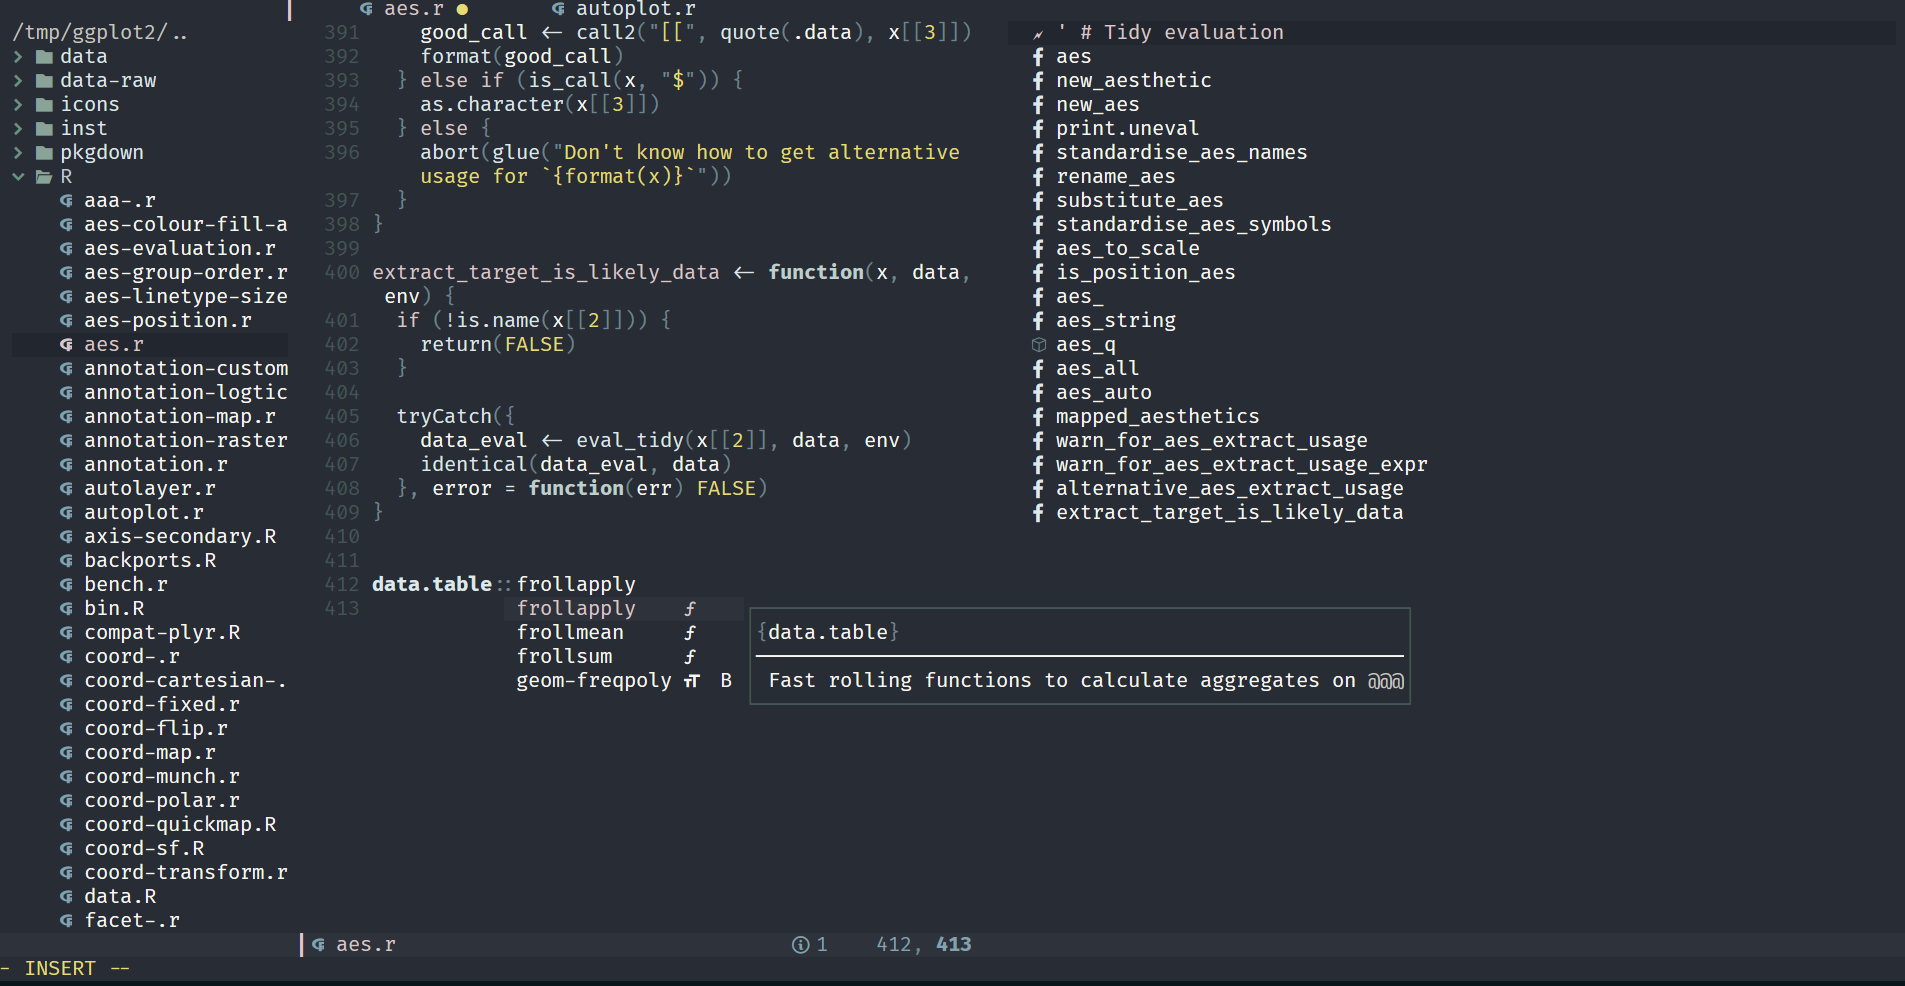 aes.r
autoplot.r
/tmp/ggplot2/..
data
data-raw
icons
inst
pkgdown
R
aaa-.r
aes-colour-fill-a
aes-evaluation.r
aes-group-order.r
aes-linetype-size
aes-position.r
aes.r
annotation-custom
annotation-logtic
annotation-map.r
annotation-raster
annotation.r
autolayer.r
autoplot.r
axis-secondary.R
backports.R
bench.r
bin.R
compat-plyr.R
coord-.r
coord-cartesian-.
coord-fixed.r
coord-flip.r
coord-map.r
coord-munch.r
coord-polar.r
coord-quickmap.R
coord-sf.R
coord-transform.r
data.R
facet-.r
391 good_call <- call2("[[", quote(.data), x[[3]])
392 format(good_call)
393 } else if (is_call(x, "$")) {
394 as.character(x[[3]])
395 } else {
396 abort(glue("Don't know how to get alternative
usage for `{format(x)}`"))
397 }
398 }
399
400 extract_target_is_likely_data <- function(x, data,
env) {
401 if (!is.name(x[[2]])) {
402 return(FALSE)
403 }
404
405 tryCatch({
406 data_eval <- eval_tidy(x[[2]], data, env)
407 identical(data_eval, data)
408 }, error = function(err) FALSE)
409 }
410
411
412 data.table::frollapply
413
frollapply ƒ
frollmean ƒ
frollsum ƒ
geom-freqpoly B
{data.table}
Fast rolling functions to calculate aggregates on @@@
' # Tidy evaluation
aes
new_aesthetic
new_aes
print.uneval
standardise_aes_names
rename_aes
substitute_aes
standardise_aes_symbols
aes_to_scale
is_position_aes
aes_
aes_string
aes_q
aes_all
aes_auto
mapped_aesthetics
warn_for_aes_extract_usage
warn_for_aes_extract_usage_expr
alternative_aes_extract_usage
extract_target_is_likely_data
aes.r 1 412, 413
- INSERT --